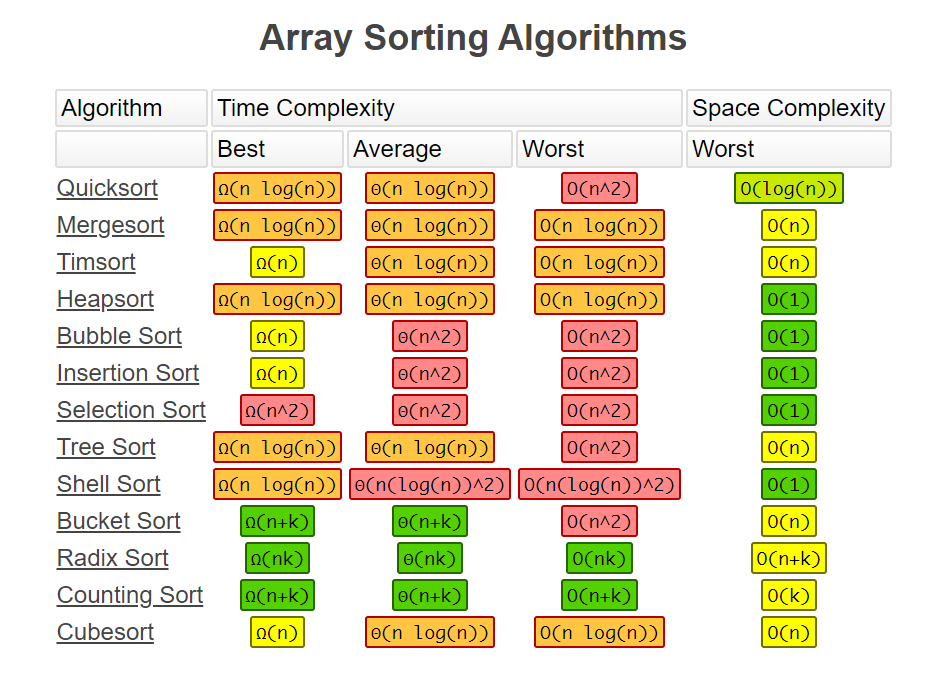 Array Sorting Algorithms
Algorithm Time Complexity Space Complexity
Best Average Worst Worst
Quicksort Ω(n log(n)) Θ(n log(n)) O(n^2) O(log(n))
Mergesort Ω(n log(n)) Θ(n log(n)) O(n log(n)) O(n)
Timsort Ω(n) Θ(n log(n)) O(n log(n)) O(n)
Heapsort Ω(n log(n)) Θ(n log(n)) O(n log(n)) O(1)
Bubble Sort Ω(n) Θ(n^2) O(n^2) O(1)
Insertion Sort Ω(n) Θ(n^2) O(n^2) O(1)
Selection Sort Ω(n^2) Θ(n^2) O(n^2) O(1)
Tree Sort Ω(n log(n)) Θ(n log(n)) O(n^2) O(n)
Shell Sort Ω(n log(n)) Θ(n(log(n))^2) O(n(log(n))^2) O(1)
Bucket Sort Ω(n+k) Θ(n+k) O(n^2) O(n)
Radix Sort Ω(nk) Θ(nk) O(nk) O(n+k)
Counting Sort Ω(n+k) Θ(n+k) O(n+k) O(k)
Cubesort Ω(n) Θ(n log(n)) O(n log(n)) O(n)